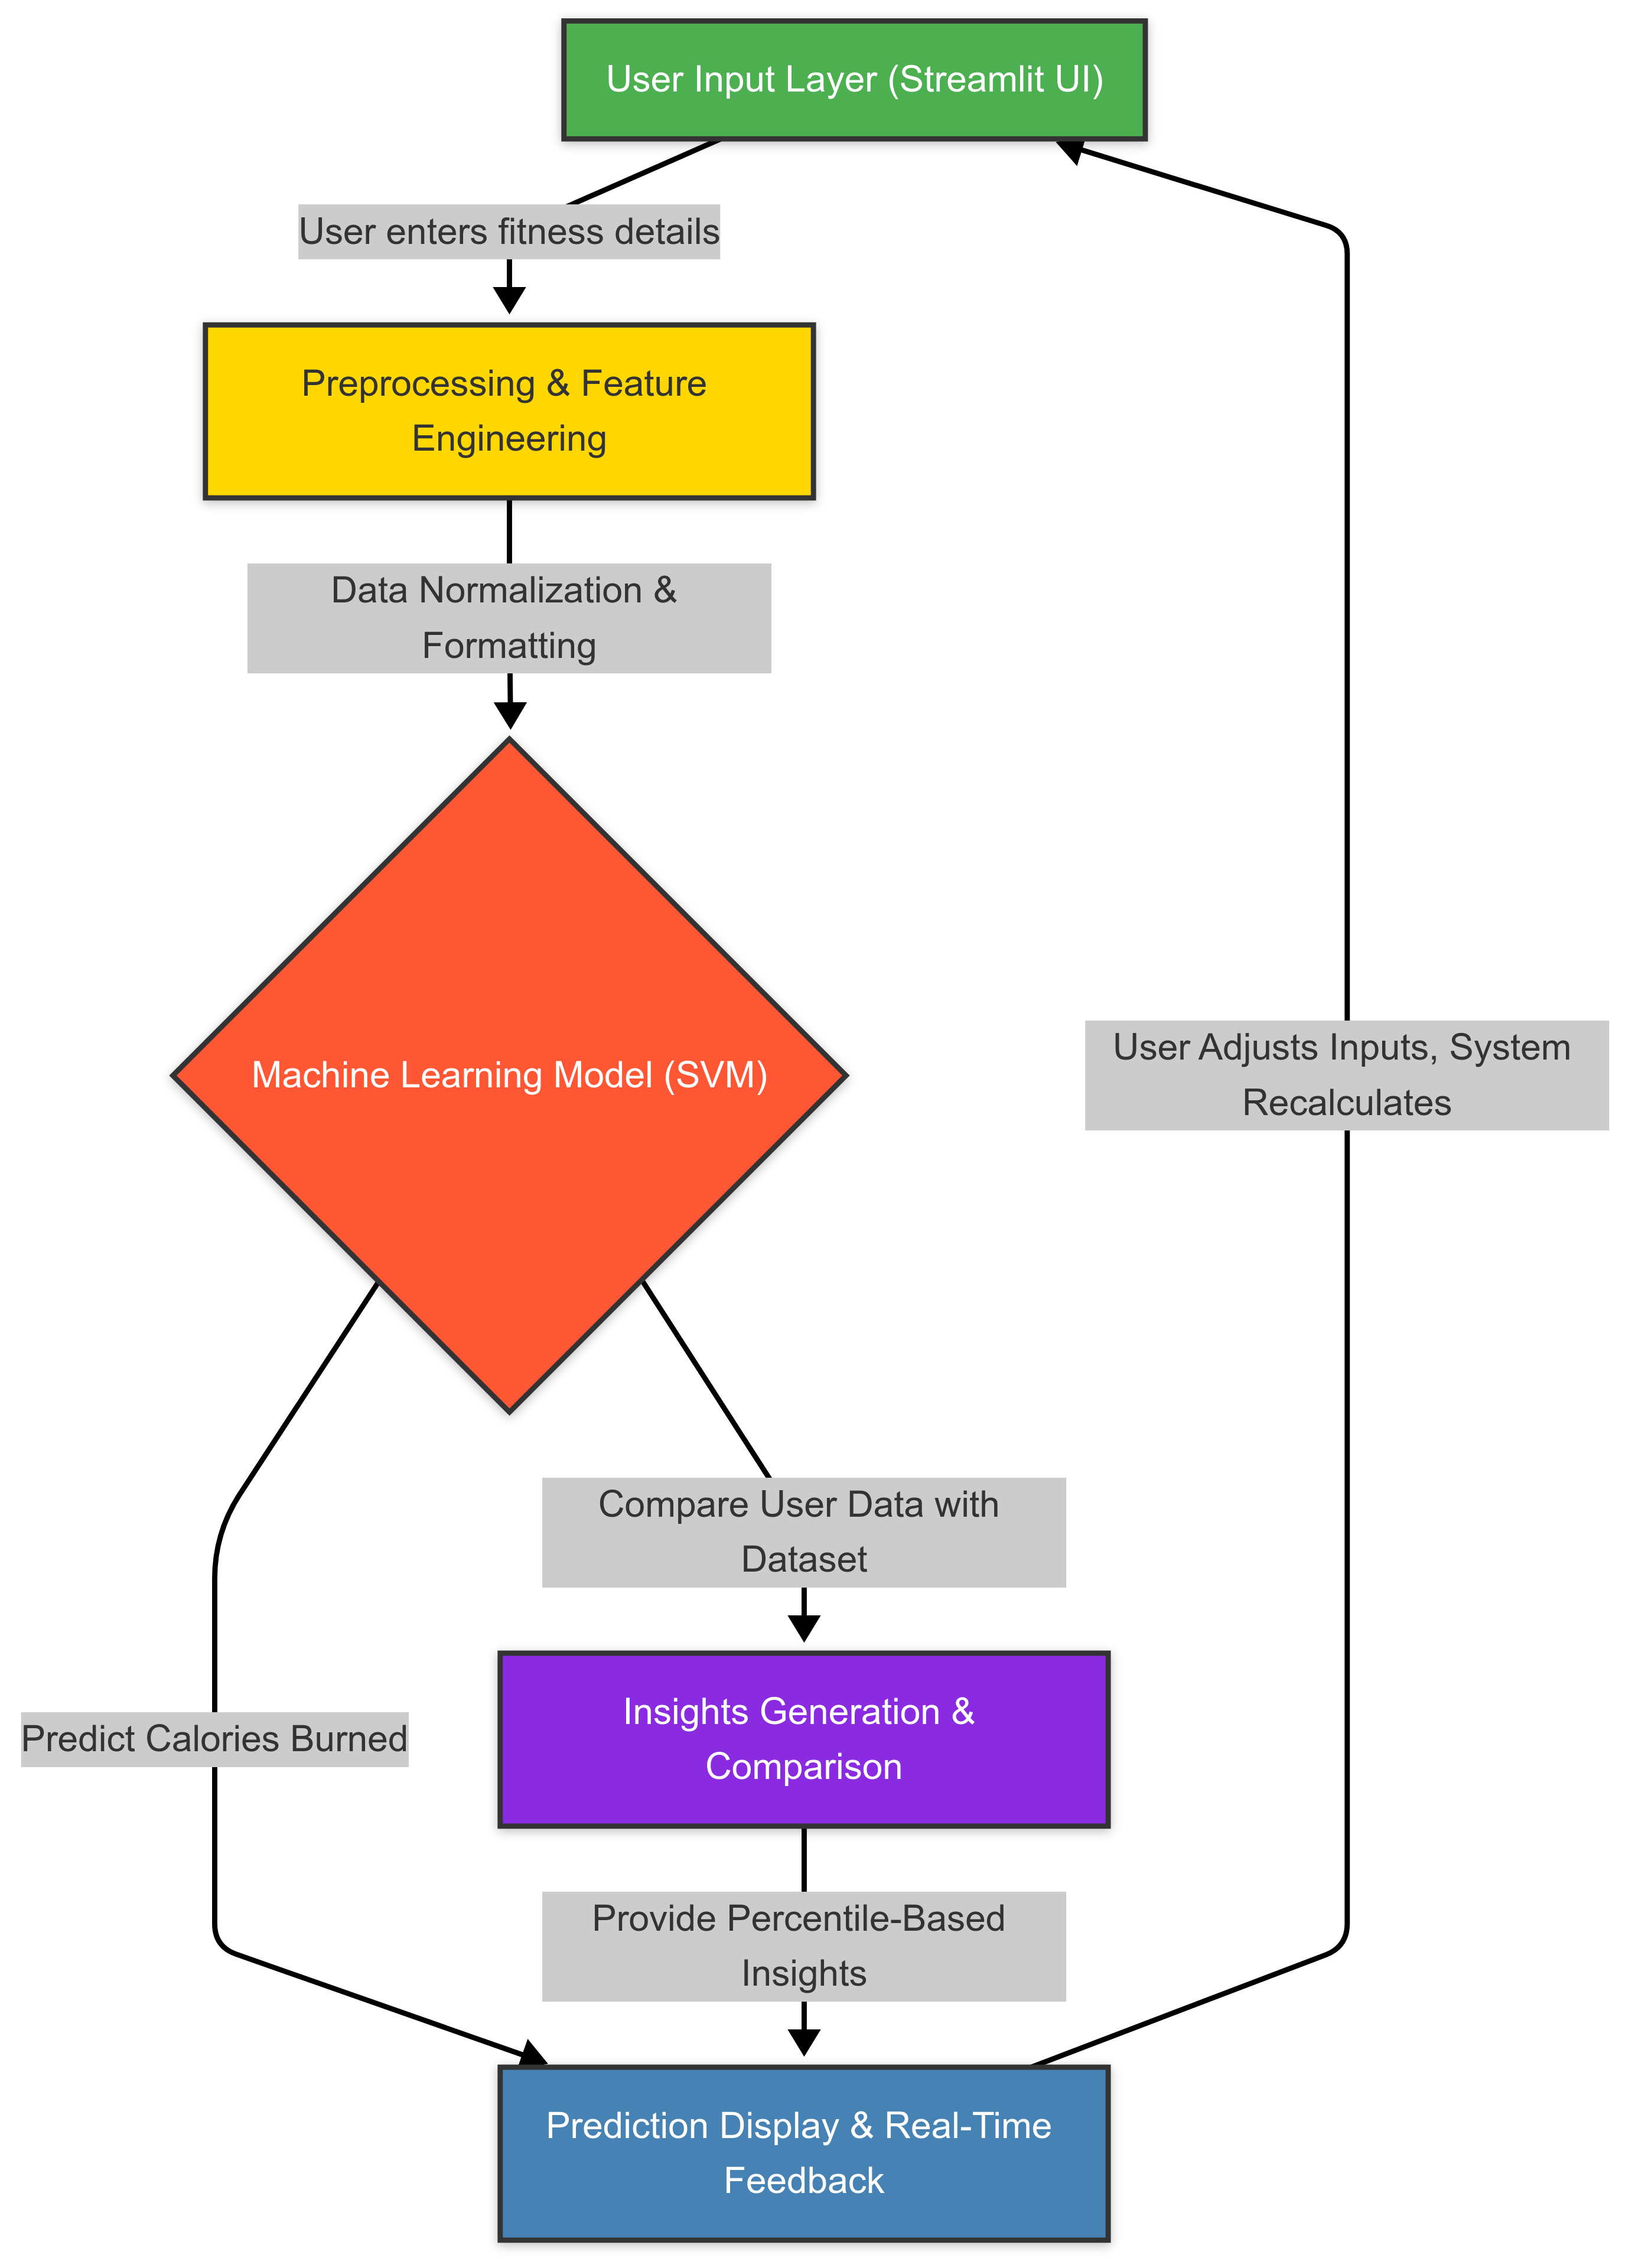 User Input Layer (Streamlit UI)
User enters fitness details
Preprocessing & Feature
Engineering
Data Normalization &
Formatting
Machine Learning Model (SVM)
User Adjusts Inputs, System
Recalculates
Compare User Data with
Dataset
Insights Generation &
Comparison
Predict Calories Burned
Provide Percentile-Based
Insights
Prediction Display & Real-Time
Feedback